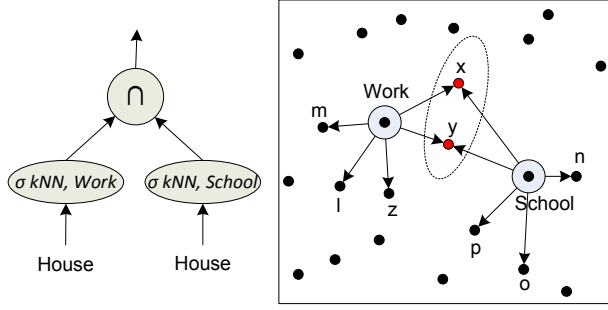 ∩
σ kNN, Work
σ kNN, School
House
House
x
Work
m
y
n
School
l
z
p
o